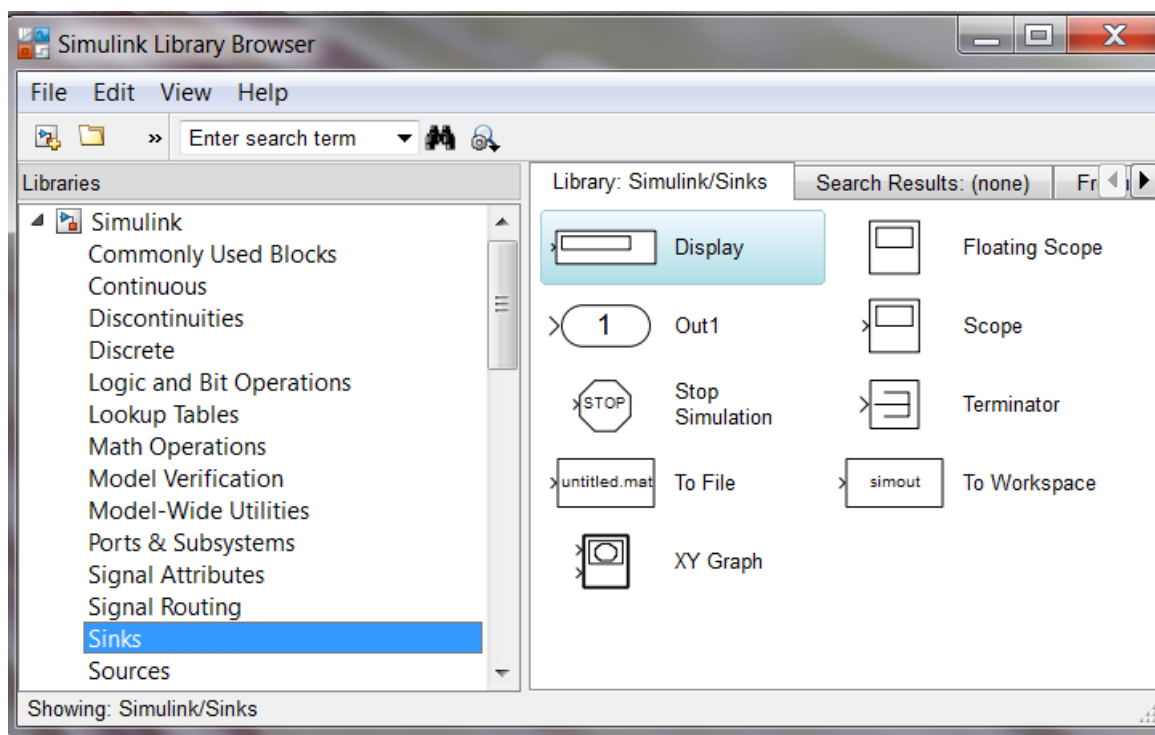 Simulink Library Browser
File Edit View Help
» Enter search term
Libraries
Library: Simulink/Sinks Search Results: (none)
Simulink
Commonly Used Blocks
Continuous
Discontinuities
Discrete
Logic and Bit Operations
Lookup Tables
Math Operations
Model Verification
Model-Wide Utilities
Ports & Subsystems
Signal Attributes
Signal Routing
Sinks
Sources
Display
Floating Scope
1 Out1
Scope
STOP Stop
Simulation
Terminator
untitled.mat To File
simout To Workspace
XY Graph
Showing: Simulink/Sinks